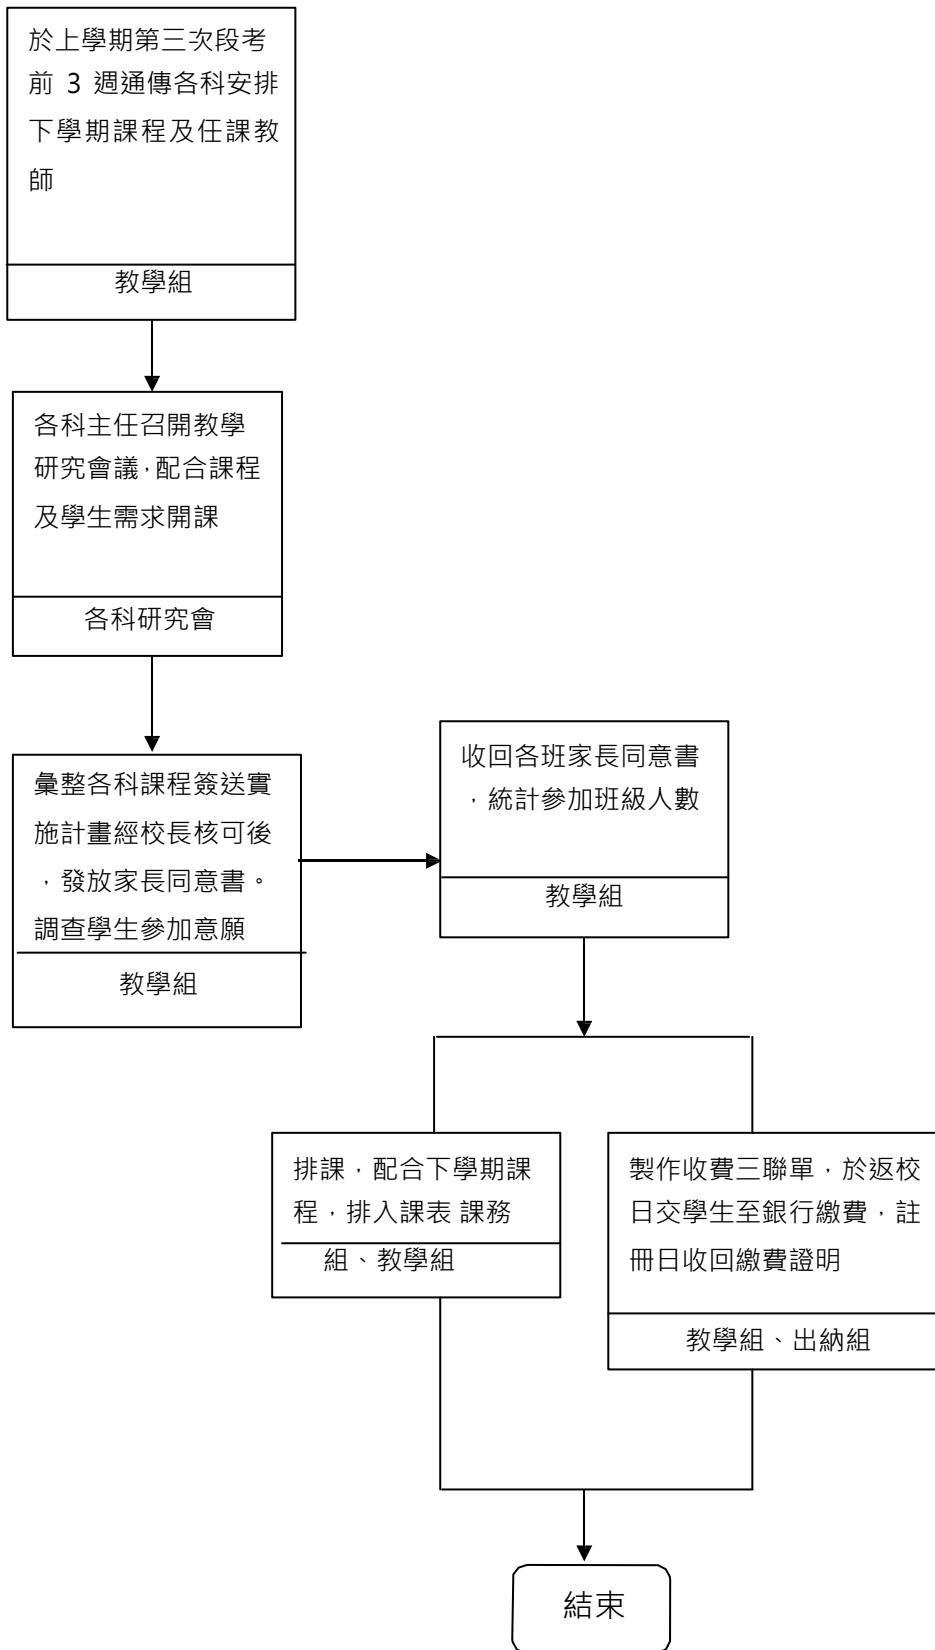 於上學期第三次段考
前 3 週通傳各科安排
下學期課程及任課教
師
教學組
各科主任召開教學
研究會議，配合課程
及學生需求開課
各科研究會
彙整各科課程簽送實
施計畫經校長核可後
，發放家長同意書。
調查學生參加意願
教學組
收回各班家長同意書
，統計參加班級人數
教學組
排課，配合下學期課
程，排入課表 課務
組、教學組
製作收費三聯單，於返校
日交學生至銀行繳費，註
冊日收回繳費證明
教學組、出納組
結束